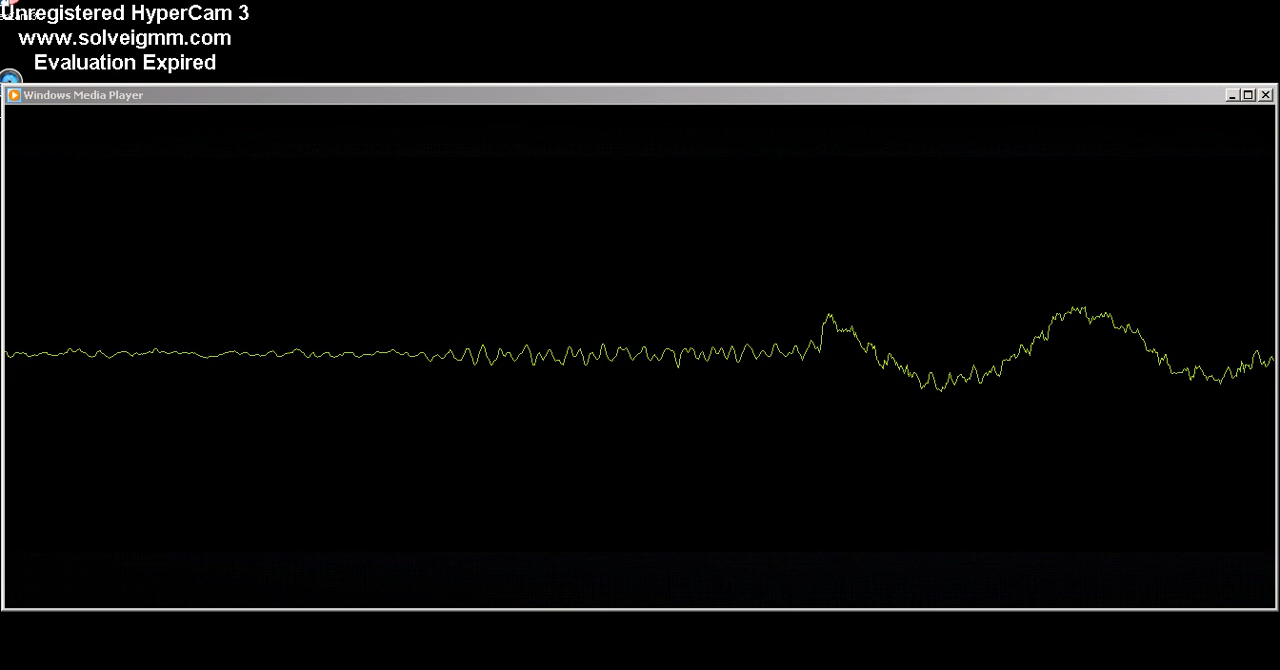 Unregistered HyperCam 3
www.solveigmm.com
Evaluation Expired
Windows Media Player